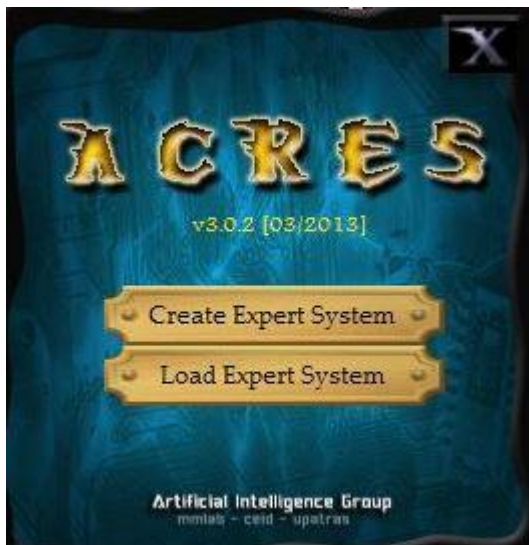 X
ACRES
v3.0.2 [03/2013]
Create Expert System
Load Expert System
Artificial Intelligence Group
mmlab - ceid - upatras